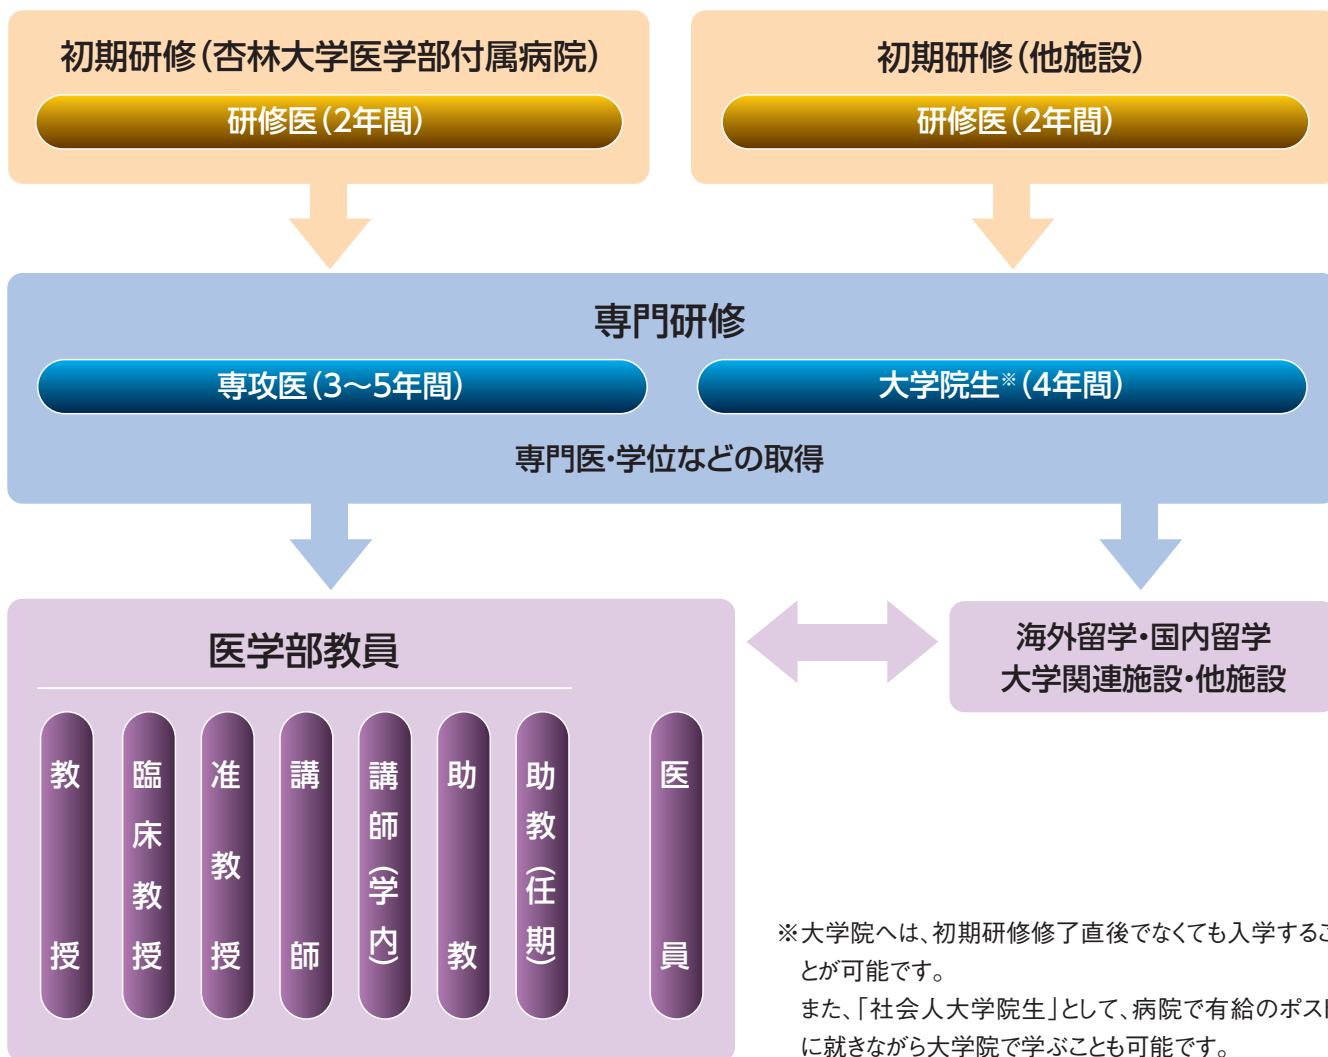 初期研修（杏林大学医学部付属病院）
研修医（2年間）
初期研修（他施設）
研修医（2年間）
専門研修
専攻医（3〜5年間）
大学院生※（4年間）
専門医・学位などの取得
医学部教員
教授
臨床教授
准教授
講師
講師（学内）
助教
助教（任期）
医員
海外留学・国内留学
大学関連施設・他施設
※大学院へは、初期研修修了直後でなくても入学するこ
とが可能です。
また、「社会人大学院生」として、病院で有給のポスト
に就きながら大学院で学ぶことも可能です。